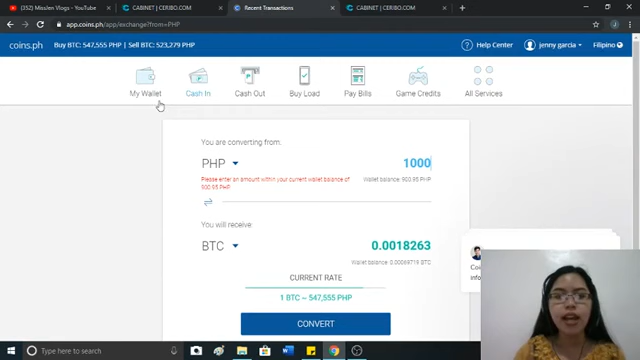 (352) MissJen Vlogs - YouTube
CABINET | CERIBO.COM
Recent Transactions
CABINET | CERIBO.COM
app.coins.ph/app/exchange?from=PHP
coins.ph
Buy BTC: 547,555 PHP | Sell BTC: 523,279 PHP
Help Center
jenny garcia
Filipino
My Wallet
Cash In
Cash Out
Buy Load
Pay Bills
Game Credits
All Services
You are converting from:
PHP
1000
Please enter an amount within your current wallet balance of
900.95 PHP.
Wallet balance, 900.95 PHP
You will receive:
BTC
0.0018263
Wallet balance: 0.00069719 BTC
CURRENT RATE
1 BTC ~ 547,555 PHP
CONVERT
Type here to search